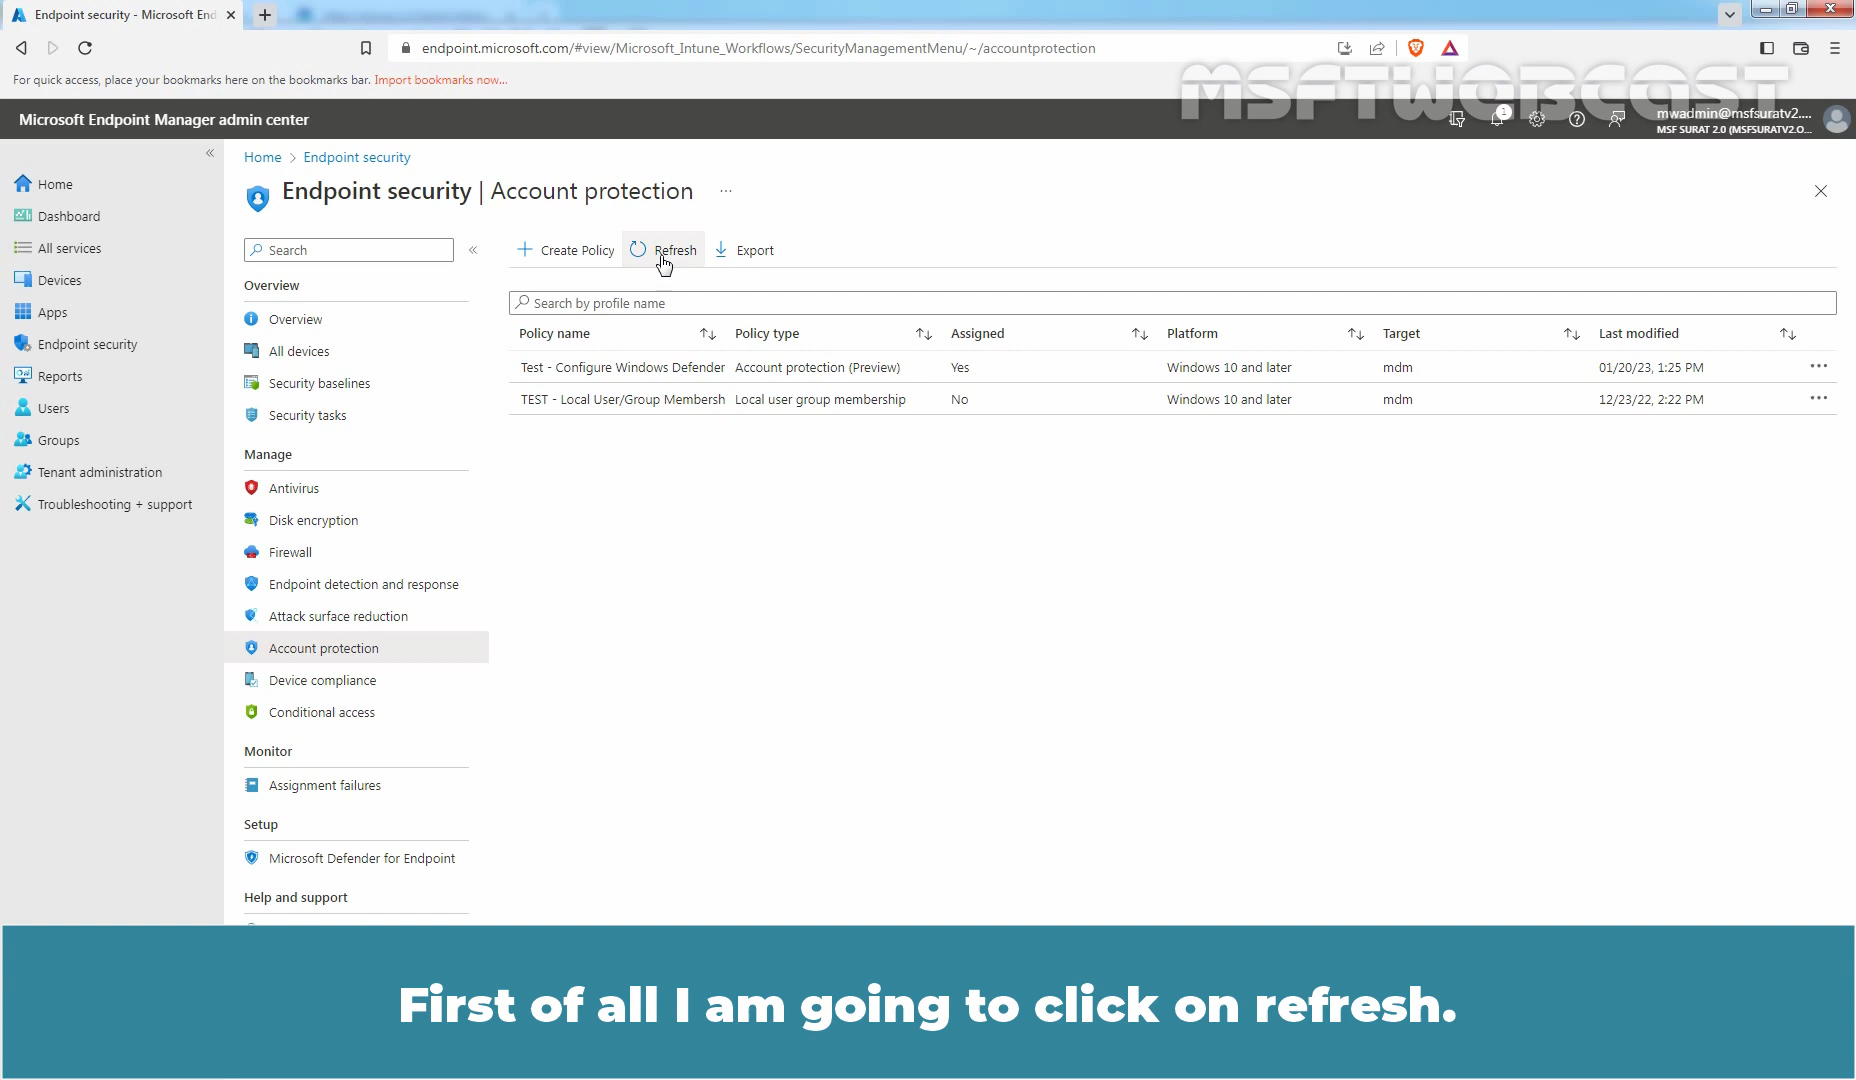 Endpoint security - Microsoft End
endpoint.microsoft.com/#view/Microsoft_Intune_Workflows/SecurityManagementMenu/~/accountprotection
For quick access, place your bookmarks here on the bookmarks bar. Import bookmarks now...
MSFTWEBCAST
Microsoft Endpoint Manager admin center
1
mwadmin@msfsuratv2....
MSF SURAT 2.0 (MSFSURATV2.O...
Home
Dashboard
All services
Devices
Apps
Endpoint security
Reports
Users
Groups
Tenant administration
Troubleshooting + support
Home > Endpoint security
Endpoint security | Account protection ...
Search
Overview
Overview
All devices
Security baselines
Security tasks
Manage
Antivirus
Disk encryption
Firewall
Endpoint detection and response
Attack surface reduction
Account protection
Device compliance
Conditional access
Monitor
Assignment failures
Setup
Microsoft Defender for Endpoint
Help and support
Create Policy Refresh Export
Search by profile name
Policy name Policy type Assigned Platform Target Last modified
Test - Configure Windows Defender Account protection (Preview) Yes Windows 10 and later mdm 01/20/23, 1:25 PM ...
TEST - Local User/Group Membersh Local user group membership No Windows 10 and later mdm 12/23/22, 2:22 PM ...
First of all I am going to click on refresh.